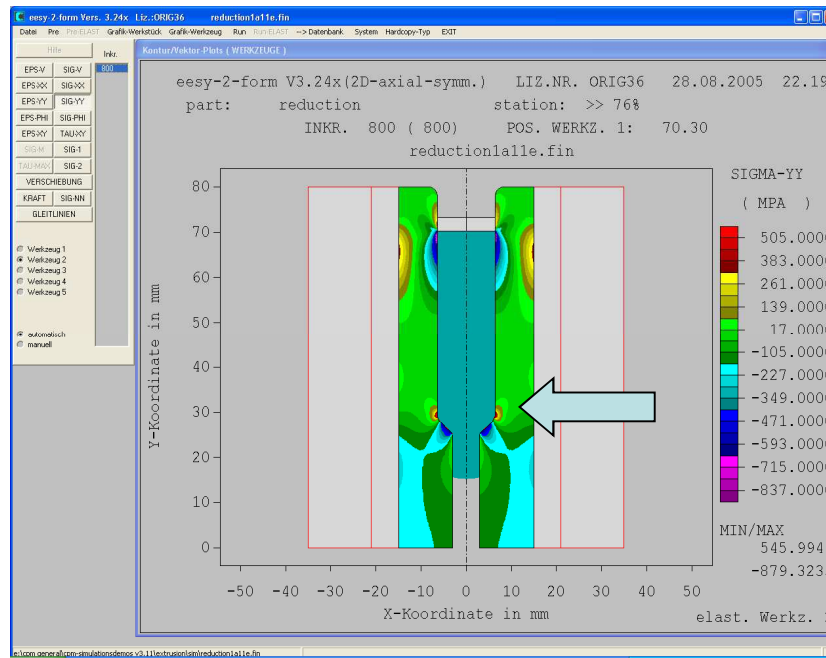 eesy-2-form Vers. 3.24x Liz.:ORIG36 reduction1a11e.fin
Datei Pre Pre-ELAST Grafik-Werkstück Grafik-Werkzeug Run Run-ELAST --> Datenbank System Hardcopy-Typ EXIT
Hilfe
Inkr.
EPS-V SIG-V
800
EPS-XX SIG-XX
EPS-YY SIG-YY
EPS-PHI SIG-PHI
EPS-XY TAU-XY
SIG-M SIG-1
TAU-MAX SIG-2
VERSCHIEBUNG
KRAFT SIG-NN
GLEITLINIEN
Werkzeug 1
Werkzeug 2
Werkzeug 3
Werkzeug 4
Werkzeug 5
automatisch
manuell
Kontur/Vektor-Plots ( WERKZEUGE )
eesy-2-form V3.24x(2D-axial-symm.) LIZ.NR. ORIG36 28.08.2005 22.19
part: reduction station: >> 76%
INKR. 800 ( 800) POS. WERKZ. 1: 70.30
reduction1a11e.fin
SIGMA-YY
( MPA )
505.0000
383.0000
261.0000
139.0000
17.0000
-105.0000
-227.0000
-349.0000
-471.0000
-593.0000
-715.0000
-837.0000
MIN/MAX
545.994
-879.323
Y-Koordinate in mm
80
70
60
50
40
30
20
10
0
-50 -40 -30 -20 -10 0 10 20 30 40 50
X-Koordinate in mm
elast. Werkz.
e:\cpm general\cpm-simulationsdemos v3.11\extrusion\sim\reduction1a11e.fin